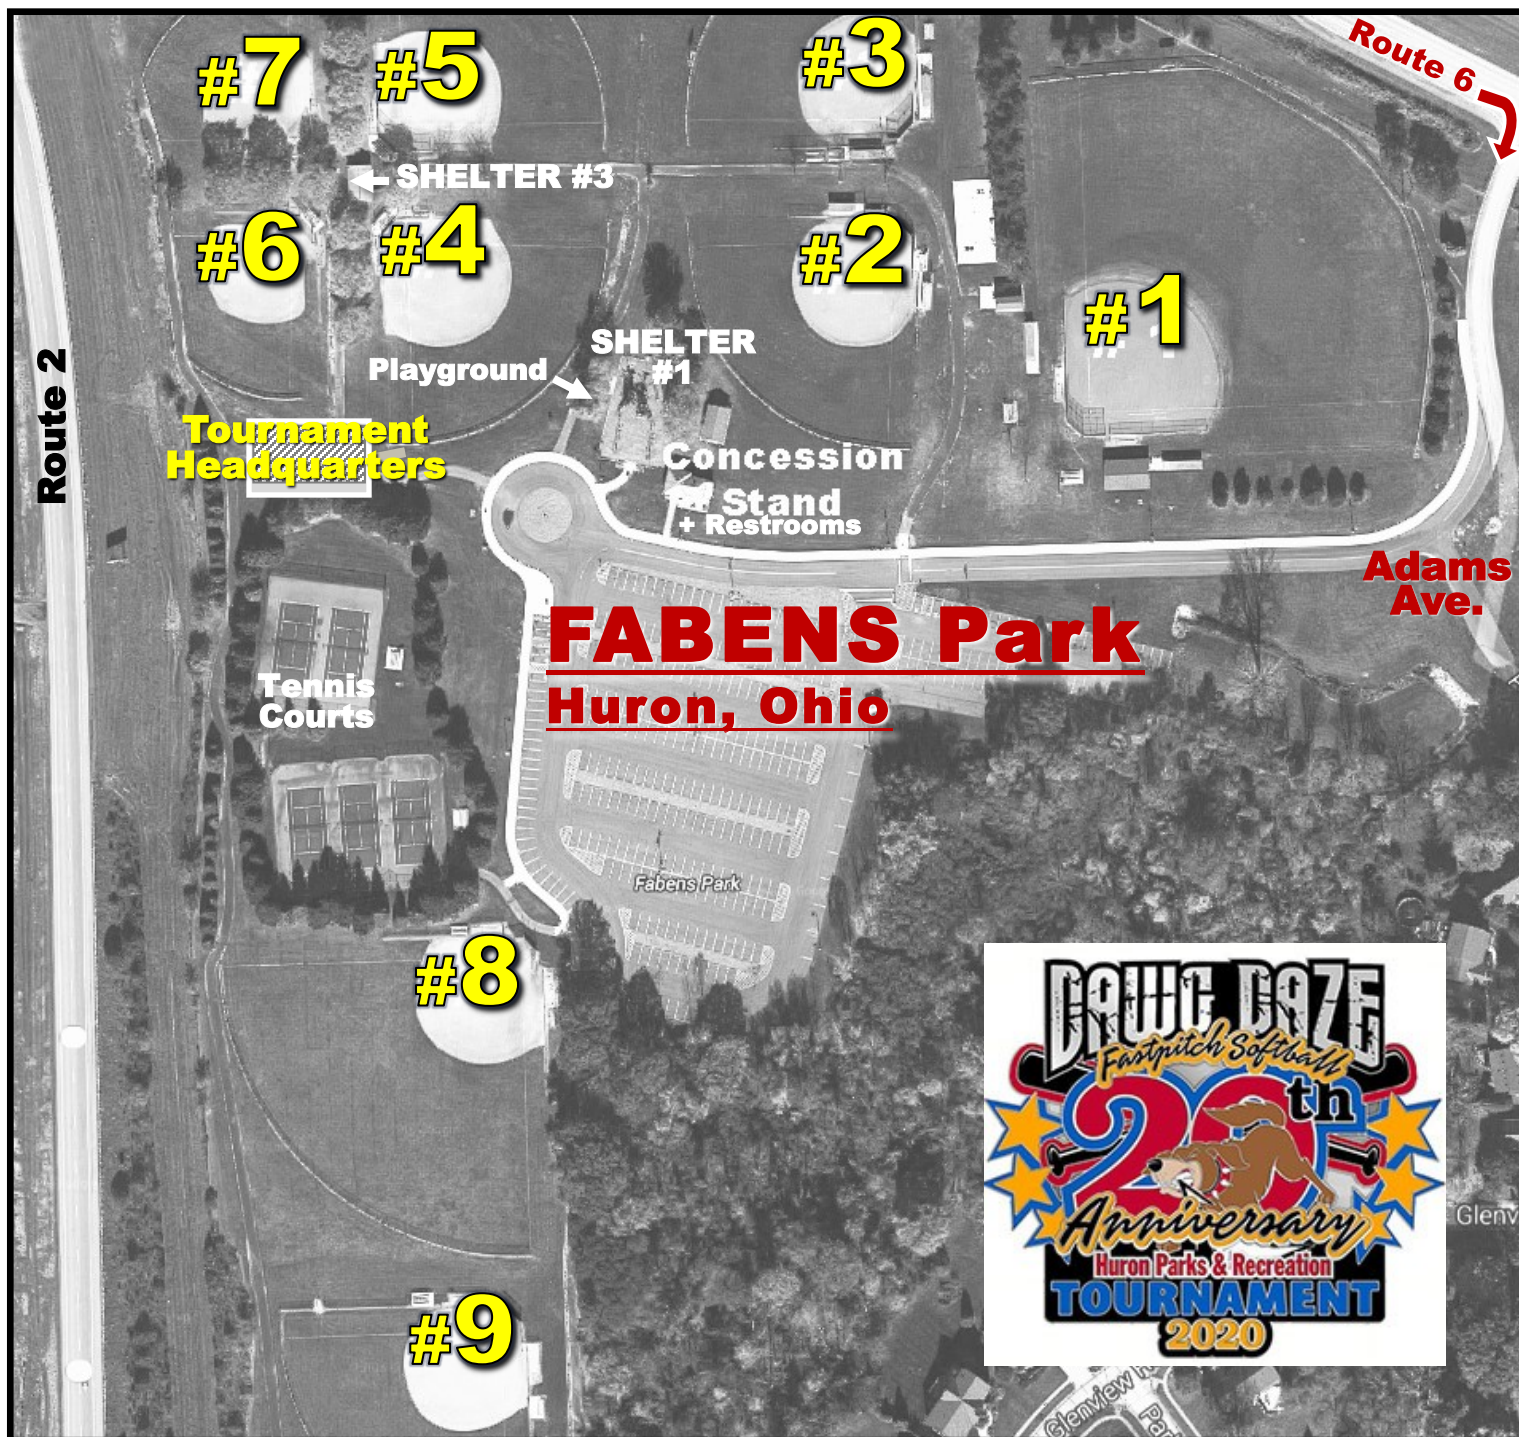 #7
#5
#3
Route 6
SHELTER #3
#6
#4
#2
#1
SHELTER
#1
Playground
Route 2
Tournament
Headquarters
Concession
Stand
+ Restrooms
Adams
Ave.
FABENS Park
Huron, Ohio
Tennis
Courts
Fabens Park
#8
DAWG DAZE
Fastpitch Softball
20th
Anniversary
Huron Parks & Recreation
TOURNAMENT
2020
Glenv
#9
Glenview